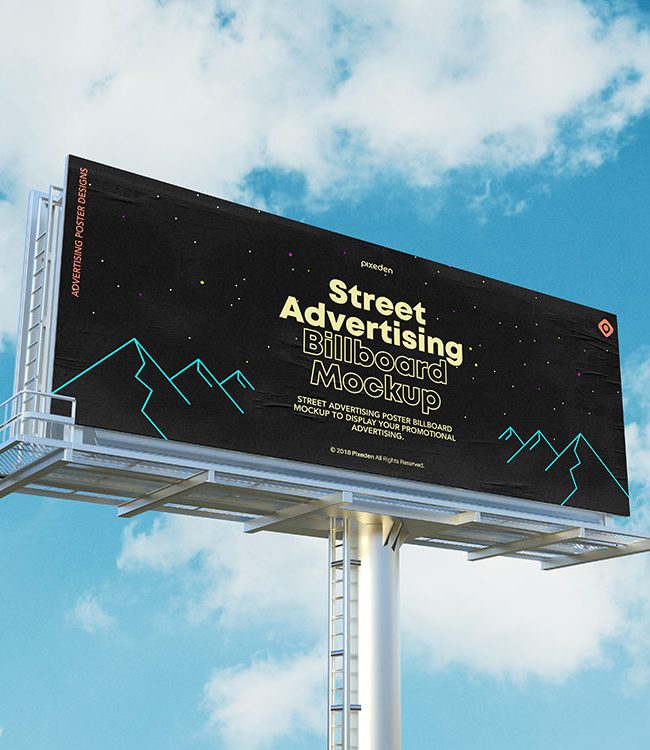 ADVERTISING POSTER DESIGNS
pixeden
Street
Advertising
Billboard
Mockup
STREET ADVERTISING POSTER BILLBOARD
MOCKUP TO DISPLAY YOUR PROMOTIONAL
ADVERTISING.
© 2018 Pixeden All Rights Reserved.